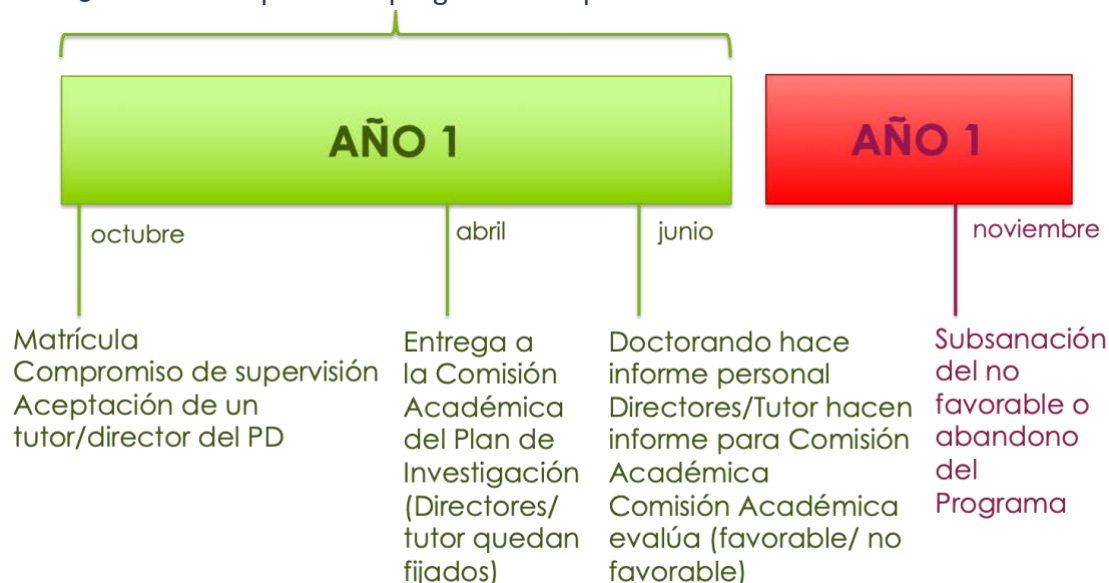 AÑO 1
AÑO 1
octubre
abril
junio
noviembre
Matrícula
Compromiso de supervisión
Aceptación de un
tutor/director del PD
Entrega a
la Comisión
Académica
del Plan de
Investigación
(Directores/
tutor quedan
fijados)
Doctorando hace
informe personal
Directores/Tutor hacen
informe para Comisión
Académica
Comisión Académica
evalúa (favorable/ no
favorable)
Subsanación
del no
favorable o
abandono
del
Programa